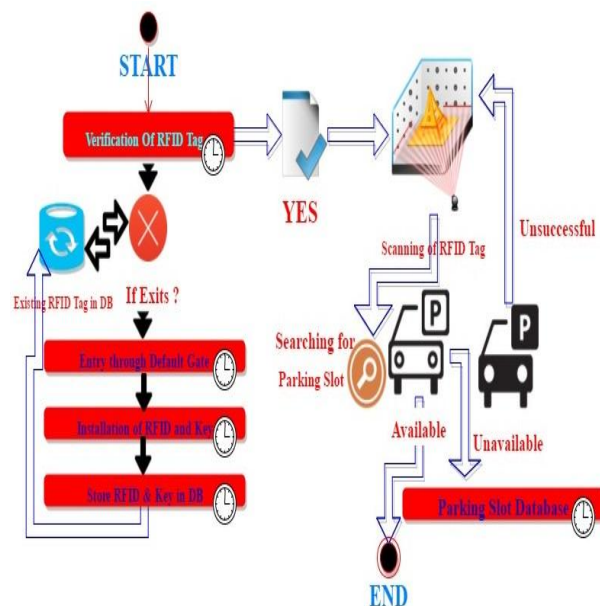 START
Verification Of RFID Tag
YES
Scanning of RFID Tag
Unsuccessful
Existing RFID Tag in DB
If Exits ?
Searching for
Parking Slot
P
P
Entry through Default Gate
Installation of RFID and Key
Store RFID & Key in DB
Available
Unavailable
Parking Slot Database
END